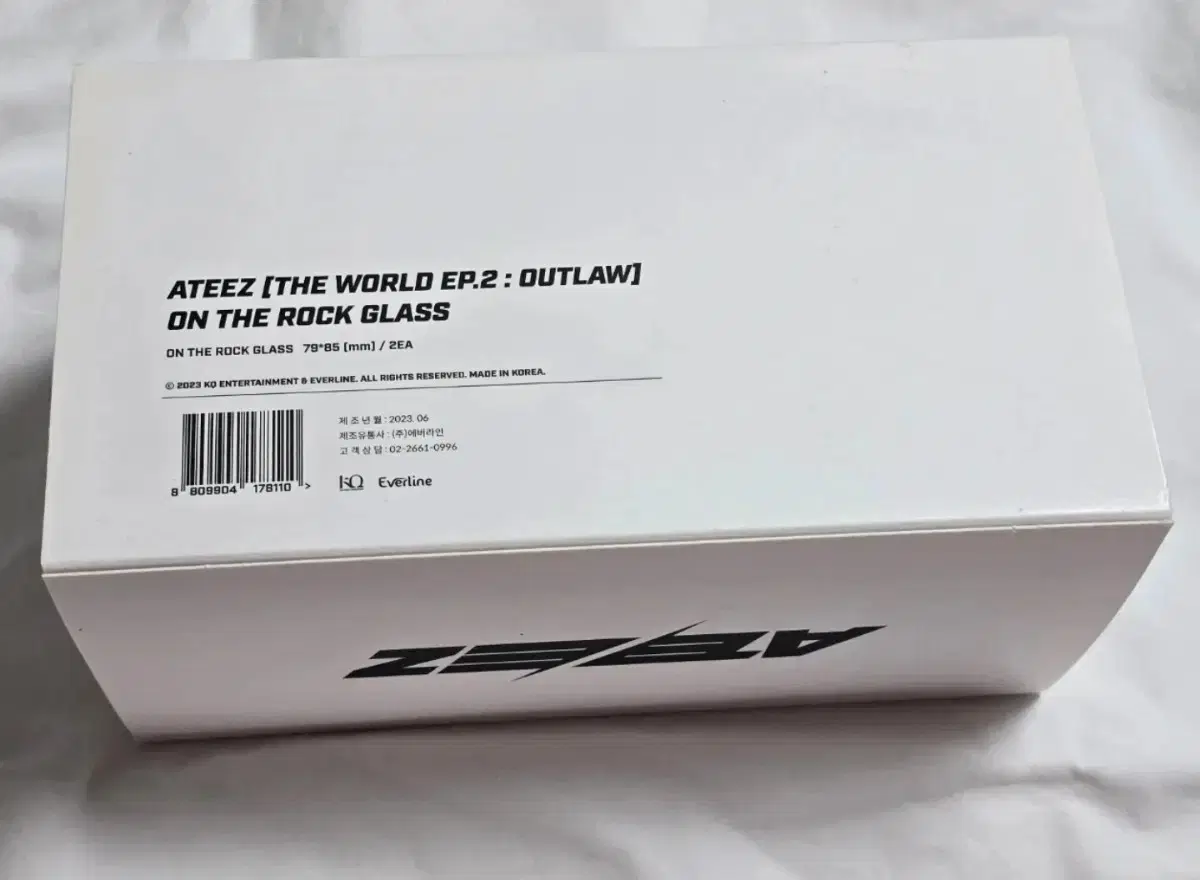 ATEEZ [THE WORLD EP.2 : OUTLAW]
ON THE ROCK GLASS
ON THE ROCK GLASS 79*85 (mm) / 2EA
© 2023 KQ ENTERTAINMENT & EVERLINE. ALL RIGHTS RESERVED. MADE IN KOREA.
제 조 년 월 : 2023. 06
제조유통사 : (주)에버라인
고 객 상 담 : 02-2661-0996
8 809904 178110 >
KQ Everline
ATEEZ